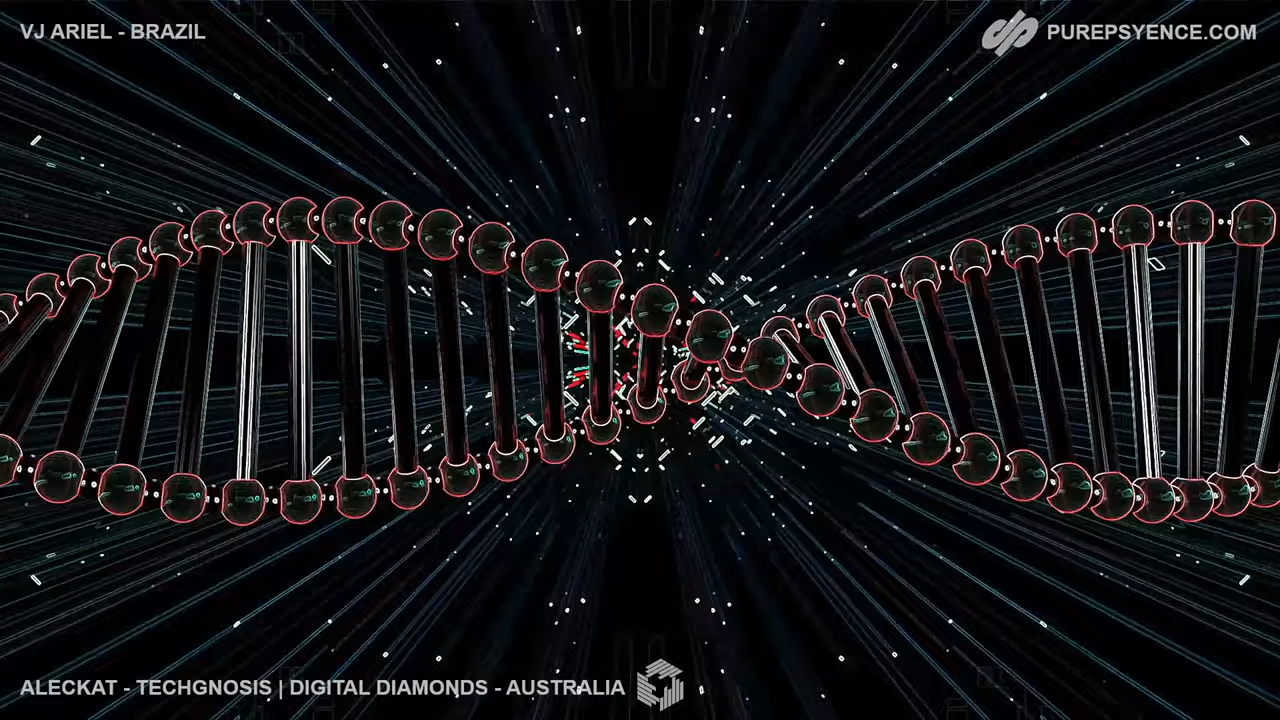 VJ ARIEL - BRAZIL
PUREPSYENCE.COM
ALECKAT - TECHGNOSIS | DIGITAL DIAMONDS - AUSTRALIA